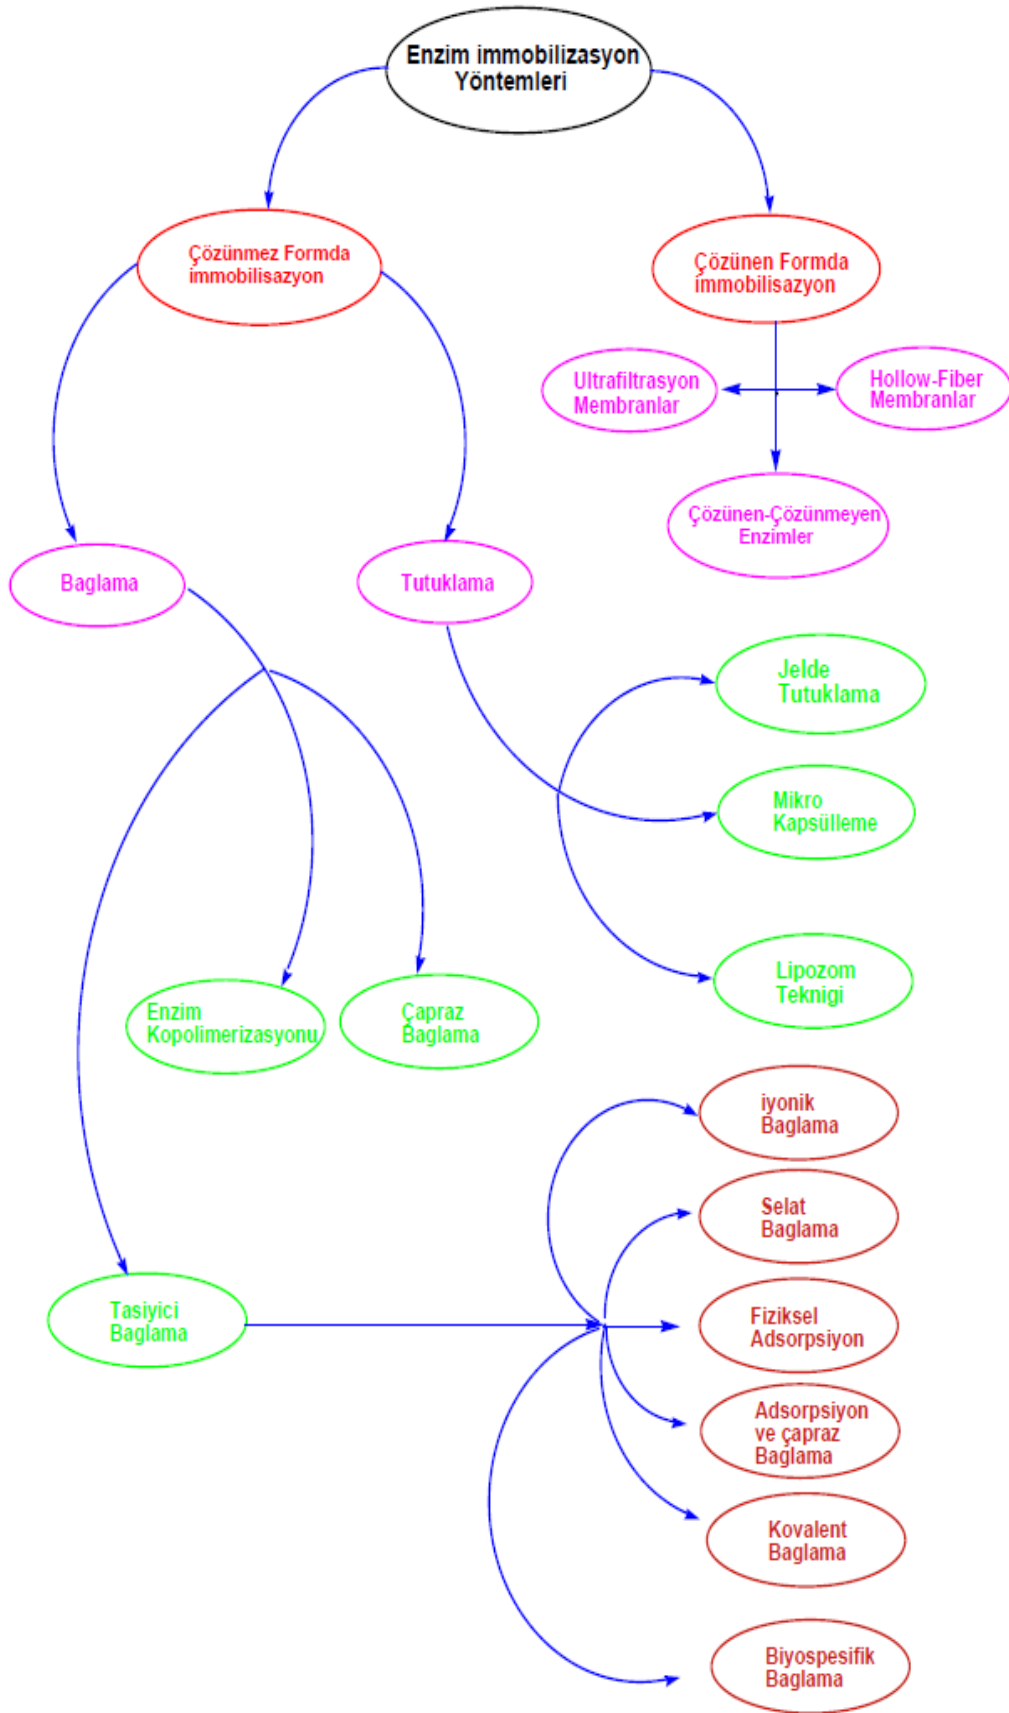 Enzim immobilizasyon
Yöntemleri
Çözünmez Formda
immobilisazyon
Çözünen Formda
immobilisazyon
Ultrafiltrasyon
Membranlar
Hollow-Fiber
Membranlar
Çözünen-Çözünmeyen
Enzimler
Baglama
Tutuklama
Jelde
Tutuklama
Mikro
Kapsülleme
Lipozom
Teknigi
Enzim
Kopolimerizasyonu
Çapraz
Baglama
Tasiyici
Baglama
iyonik
Baglama
Selat
Baglama
Fiziksel
Adsorpsiyon
Adsorpsiyon
ve çapraz
Baglama
Kovalent
Baglama
Biyospesifik
Baglama